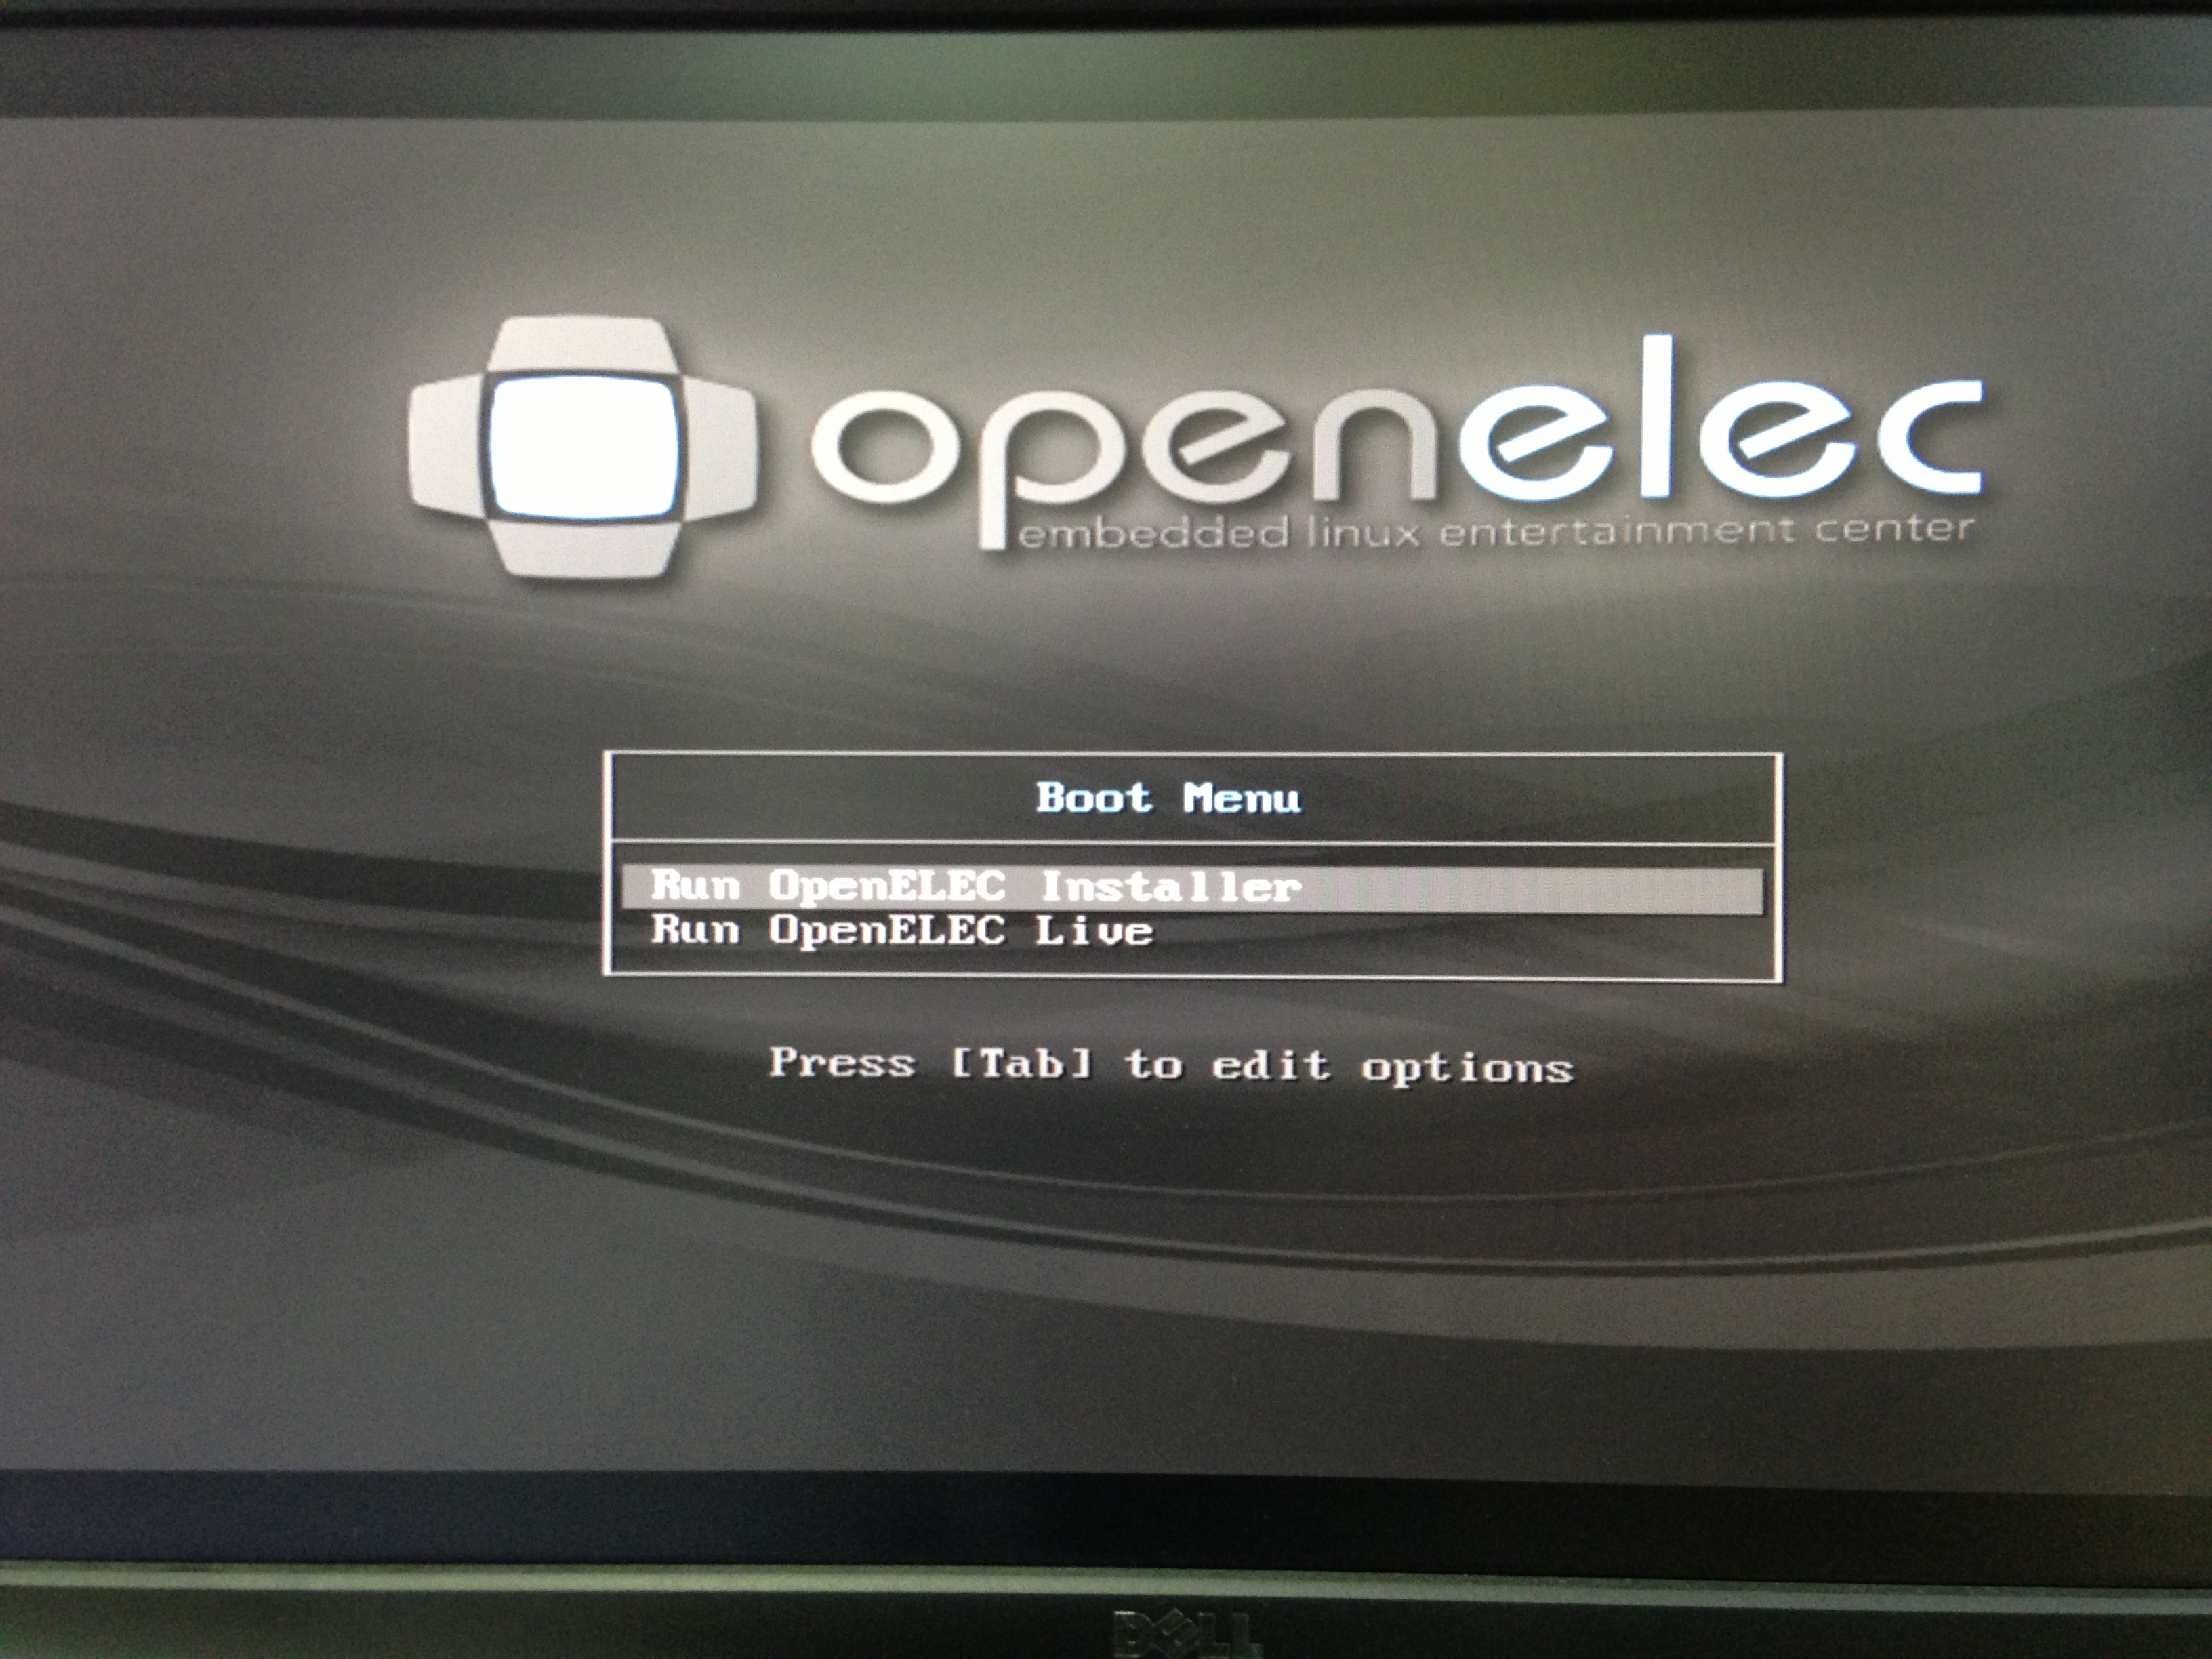 openelec
embedded linux entertainment center
Boot Menu
Run OpenELEC Installer
Run OpenELEC Live
Press [Tab] to edit options
DELL